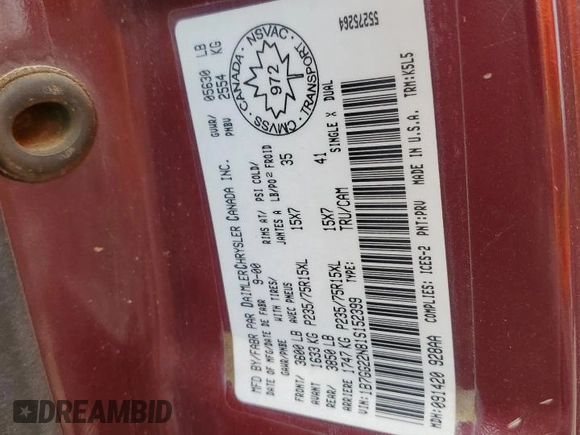 MFD BY/FABR PAR DAIMLERCHRYSLER CANADA INC.
DATE OF MFR/DATE DE FABR 9-00
GVWR/ 05630 LB
PNBV 2554 KG
CMVSS · CANADA · NSVAC · TRANSPORT
972
55275264
GAWR/PNBE WITH TIRES/ RIMS AT/ PSI COLD/
AVEC PNEUS JANTES A LB/PO² FROID
FRONT/ 3600 LB
AVANT 1633 KG P235/75R15XL 15X7 35
REAR/ 3850 LB
ARRIERE 1747 KG P235/75R15XL 15X7 41
SINGLE X DUAL
VIN:1B7GG22N81S152399 TYPE: TRU/CAM
COMPLIES: ICES-2 MADE IN U.S.A.
MDH:091420 928AA PNT:PRV TRM:K5L5
DREAMBID